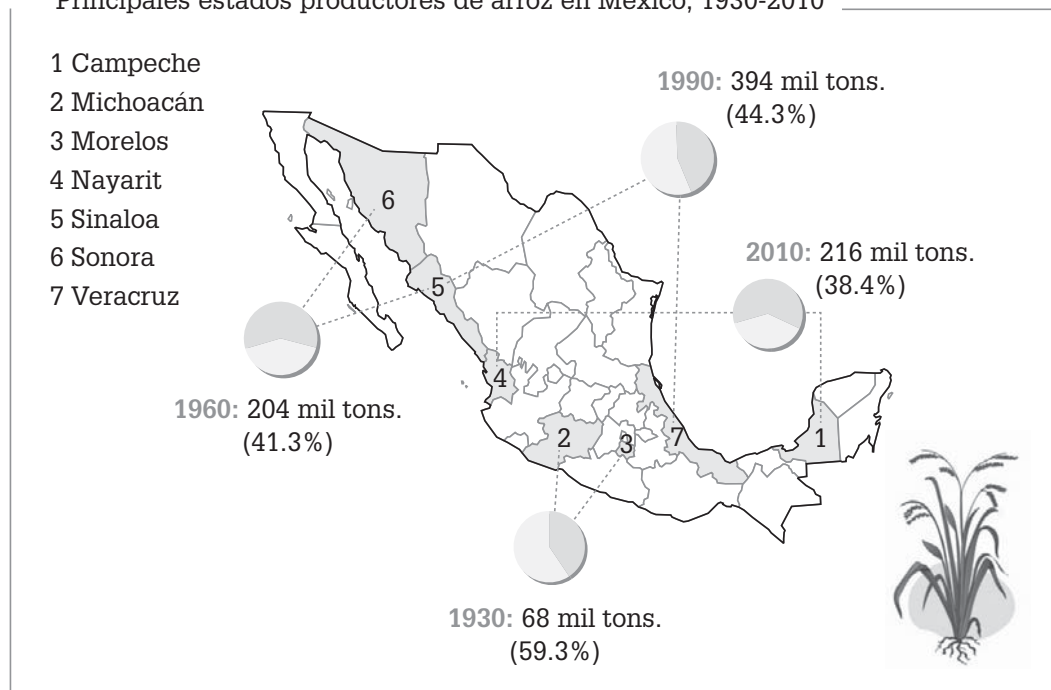 Principales estados productores de arroz en México, 1930-2010
1 Campeche
2 Michoacán
3 Morelos
4 Nayarit
5 Sinaloa
6 Sonora
7 Veracruz
1990: 394 mil tons.
(44.3%)
2010: 216 mil tons.
(38.4%)
1960: 204 mil tons.
(41.3%)
1930: 68 mil tons.
(59.3%)
6
5
4
2
3
7
1